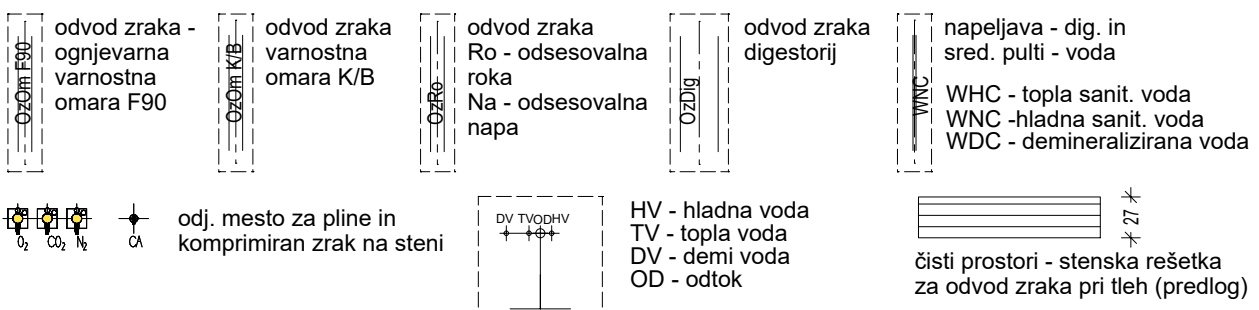 OzOm F90
odvod zraka -
ognjevarna
varnostna
omara F90
OzOm K/B
odvod zraka
varnostna
omara K/B
OzRo
odvod zraka
Ro - odsesovalna
roka
Na - odsesovalna
napa
OzDig
odvod zraka
digestorij
WNC
napeljava - dig. in
sred. pulti - voda
WHC - topla sanit. voda
WNC -hladna sanit. voda
WDC - demineralizirana voda
O₂ CO₂ N₂ CA
odj. mesto za pline in
komprimiran zrak na steni
DV TV OD HV
HV - hladna voda
TV - topla voda
DV - demi voda
OD - odtok
27
čisti prostori - stenska rešetka
za odvod zraka pri tleh (predlog)